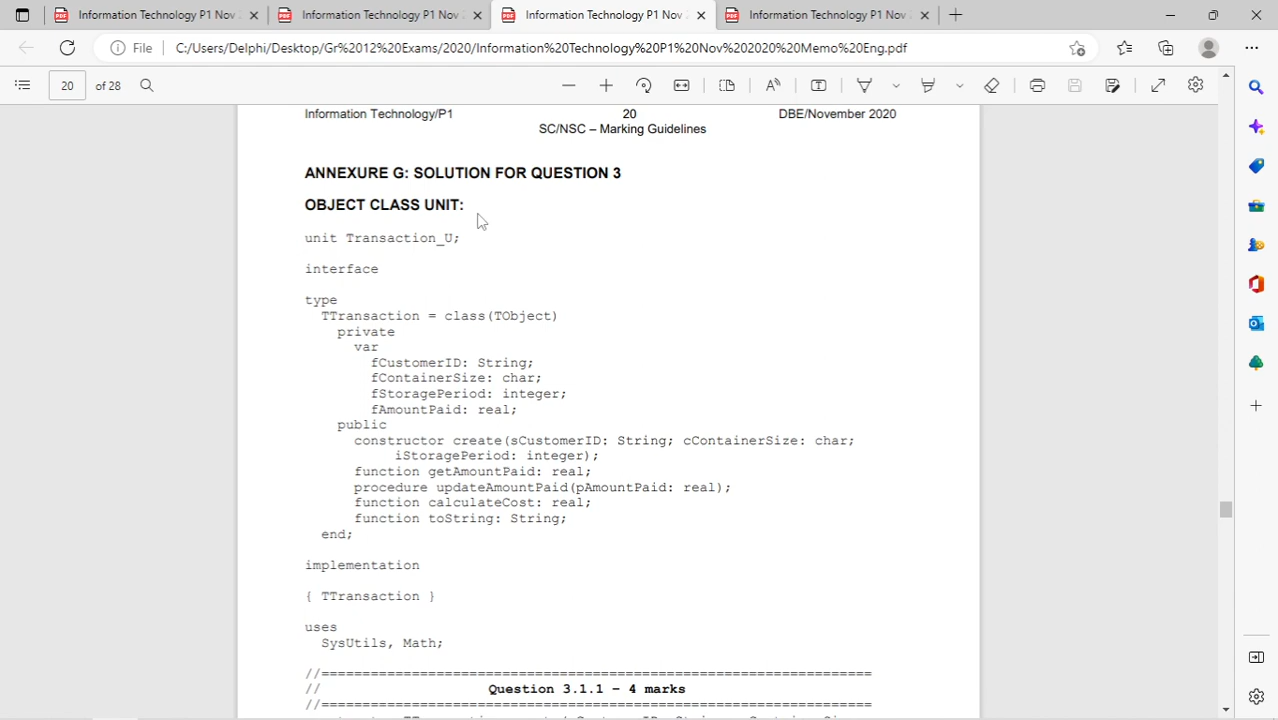 Information Technology P1 Nov
Information Technology P1 Nov
Information Technology P1 Nov
Information Technology P1 Nov
File
C:/Users/Delphi/Desktop/Gr%2012%20Exams/2020/Information%20Technology%20P1%20Nov%202020%20Memo%20Eng.pdf
20
of 28
Information Technology/P1 20 DBE/November 2020
SC/NSC – Marking Guidelines
ANNEXURE G: SOLUTION FOR QUESTION 3
OBJECT CLASS UNIT:
unit Transaction_U;
interface
type
TTransaction = class(TObject)
private
var
fCustomerID: String;
fContainerSize: char;
fStoragePeriod: integer;
fAmountPaid: real;
public
constructor create(sCustomerID: String; cContainerSize: char;
iStoragePeriod: integer);
function getAmountPaid: real;
procedure updateAmountPaid(pAmountPaid: real);
function calculateCost: real;
function toString: String;
end;
implementation
{ TTransaction }
uses
SysUtils, Math;
//===================================================================
// Question 3.1.1 – 4 marks
//===================================================================